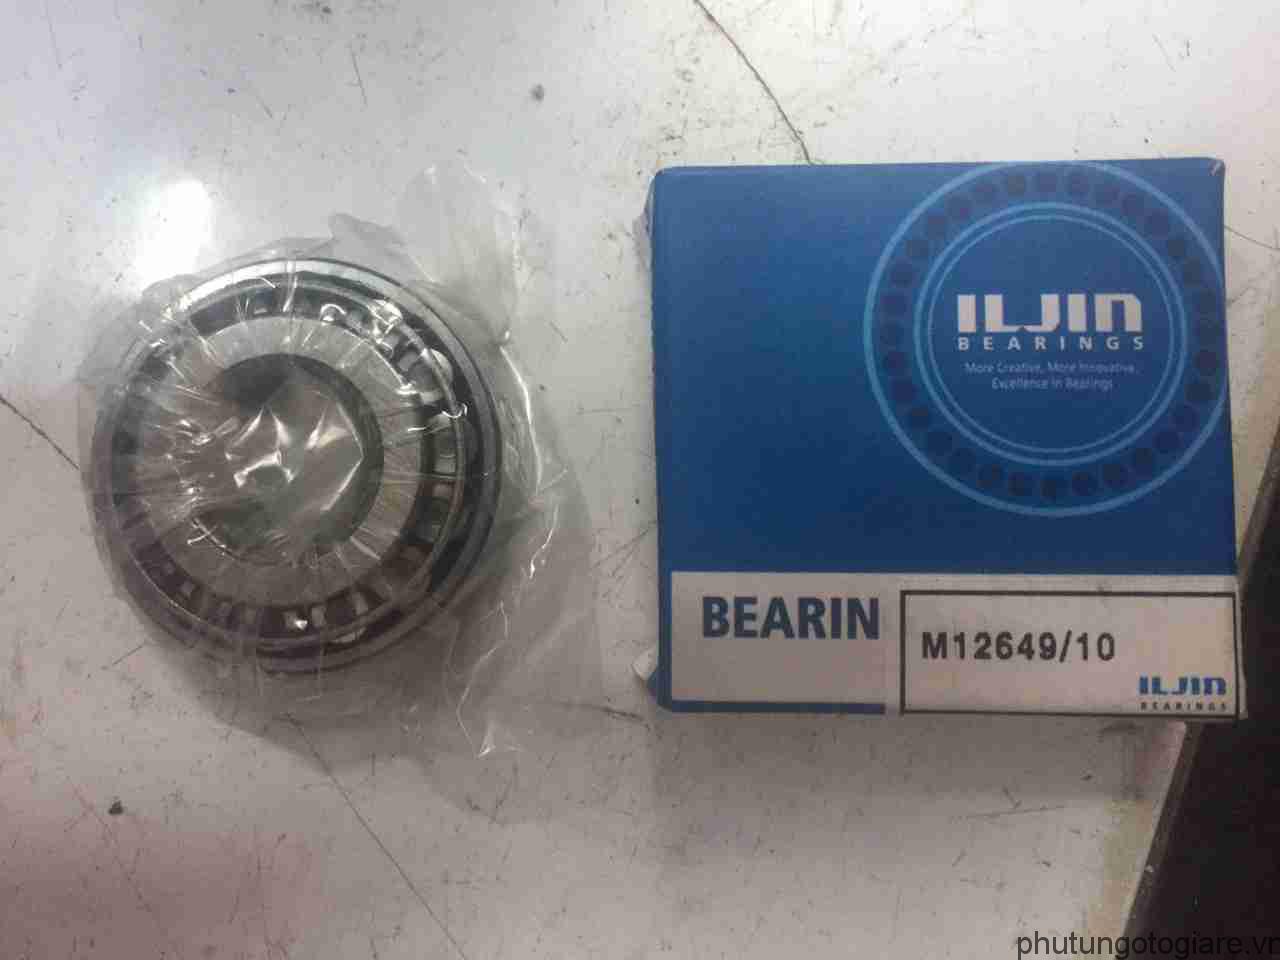 ILJIN
BEARINGS
More Creative, More Innovative,
Excellence in Bearings
BEARIN
M12649/10
ILJIN
BEARINGS
phutungotogiare.vn